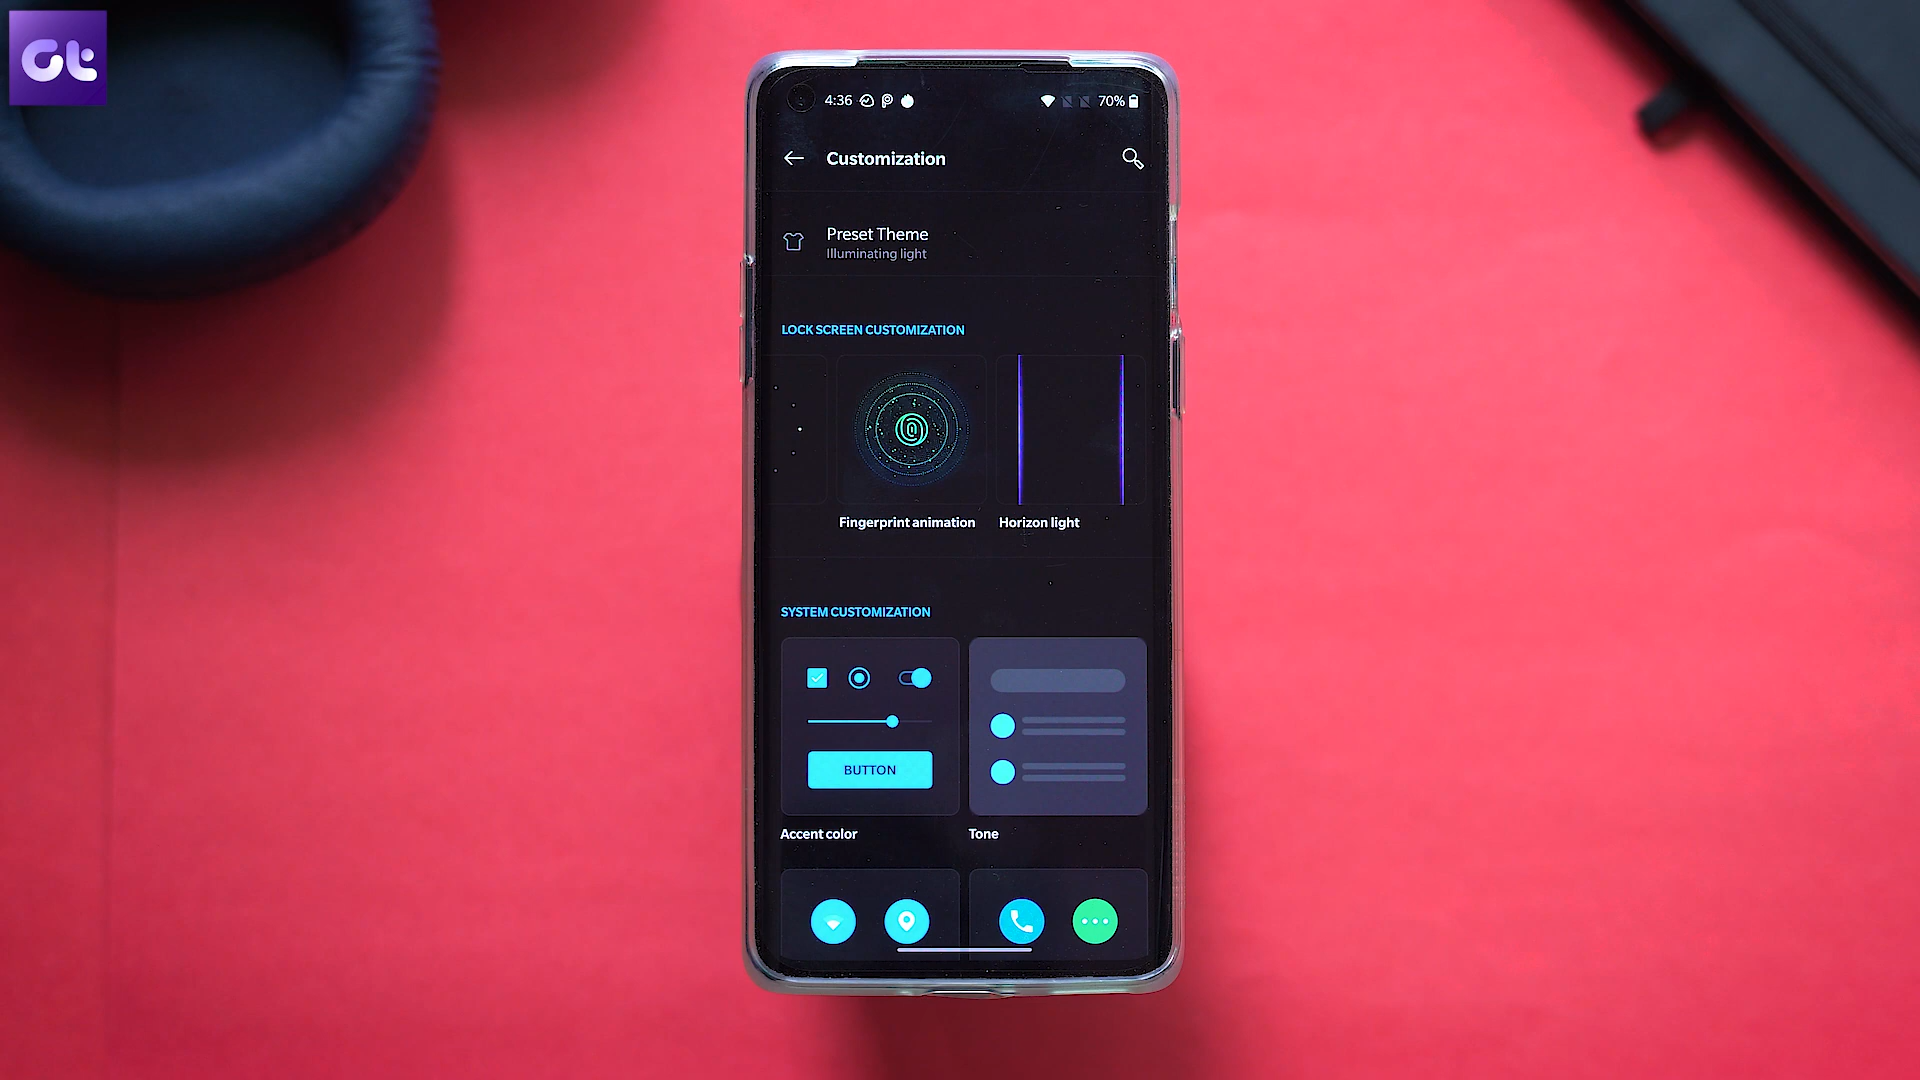 Gt
4:36 70%
Customization
Preset Theme
Illuminating light
LOCK SCREEN CUSTOMIZATION
Fingerprint animation Horizon light
SYSTEM CUSTOMIZATION
BUTTON
Accent color Tone